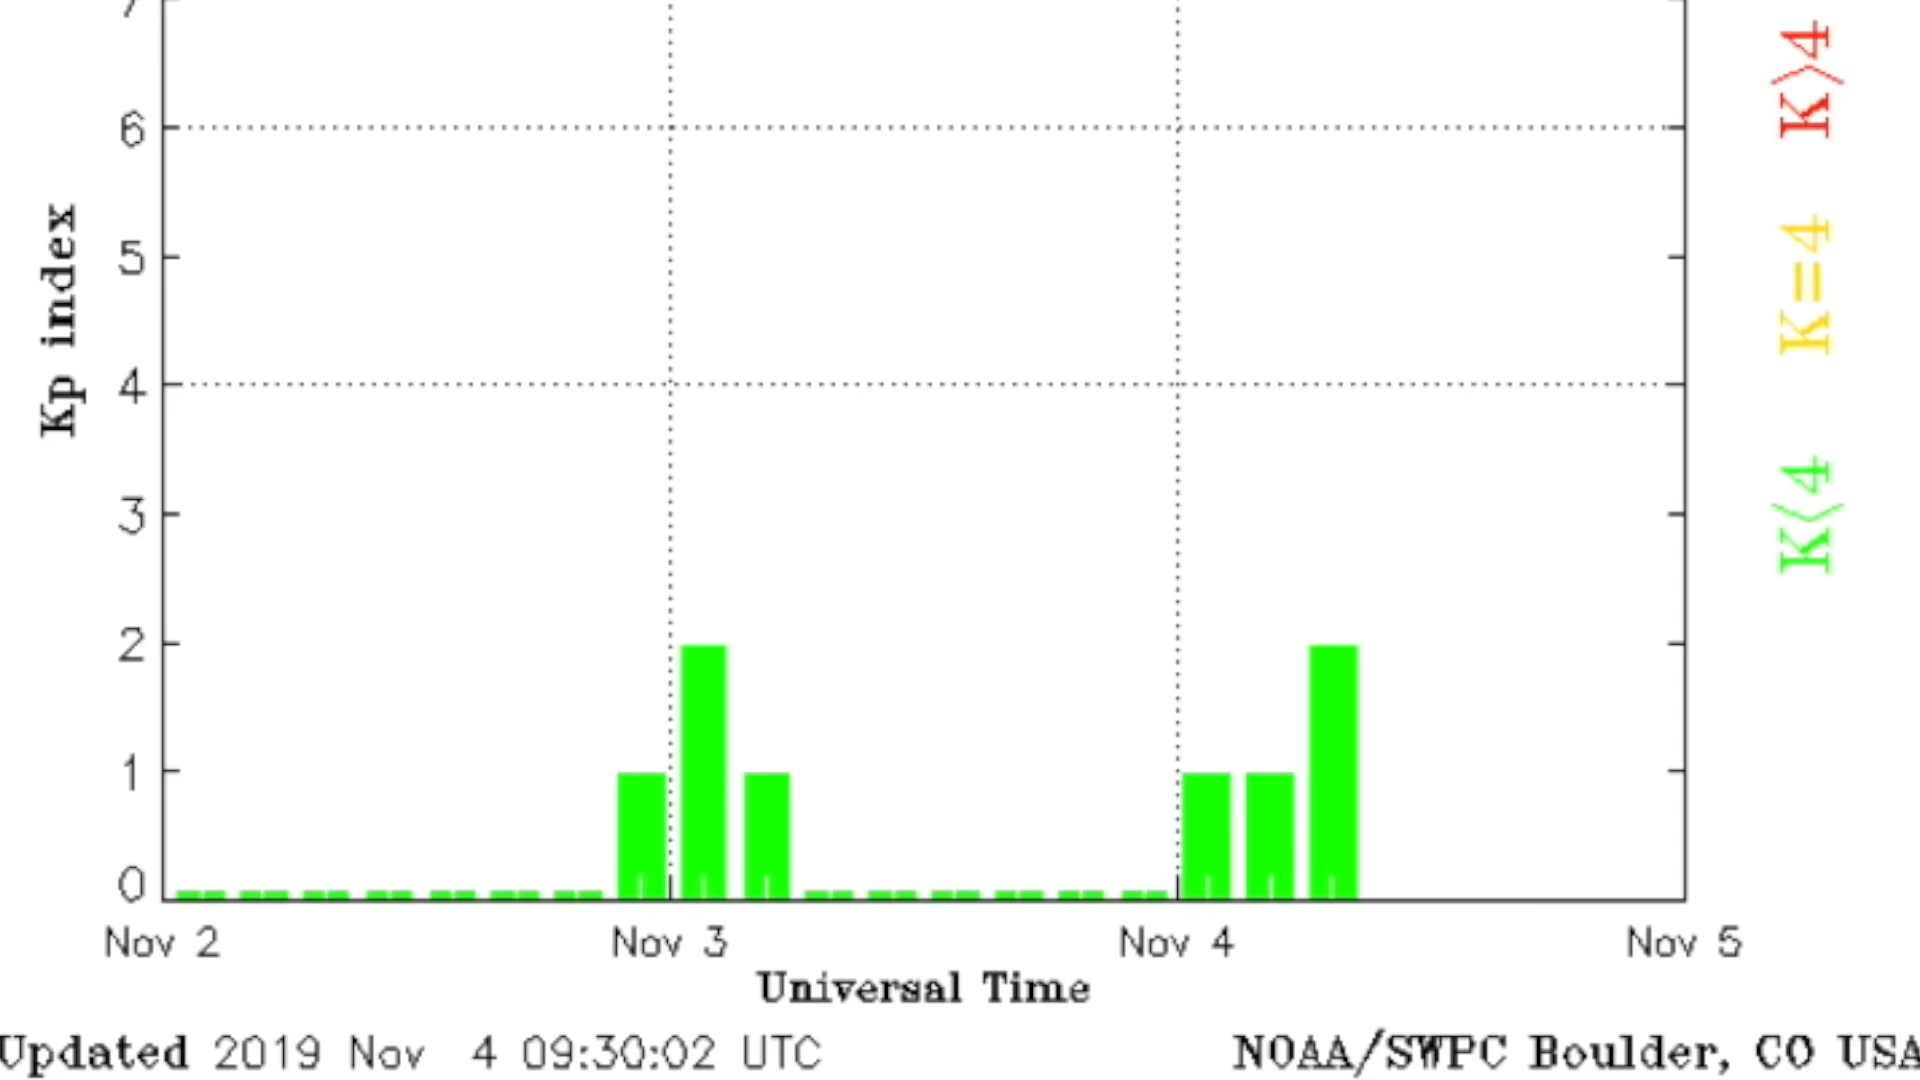 7
K>4
6
5
K=4
Kp index
4
3
K<4
2
1
0
Nov 2 Nov 3 Nov 4 Nov 5
Universal Time
Updated 2019 Nov 4 09:30:02 UTC NOAA/SWPC Boulder, CO USA